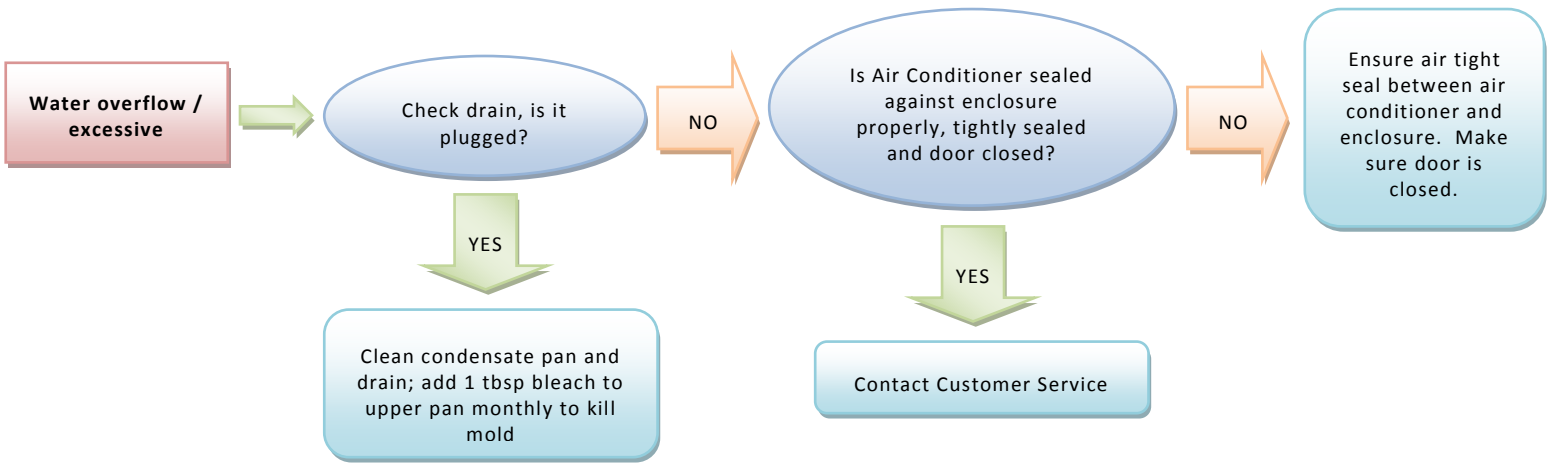 Water overflow /
excessive
Check drain, is it
plugged?
NO
Is Air Conditioner sealed
against enclosure
properly, tightly sealed
and door closed?
NO
Ensure air tight
seal between air
conditioner and
enclosure.  Make
sure door is
closed.
YES
Clean condensate pan and
drain; add 1 tbsp bleach to
upper pan monthly to kill
mold
YES
Contact Customer Service